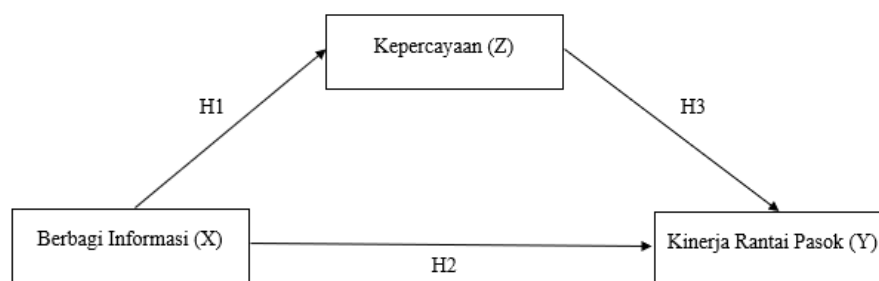 Kepercayaan (Z)
H1
H3
Berbagi Informasi (X)
Kinerja Rantai Pasok (Y)
H2